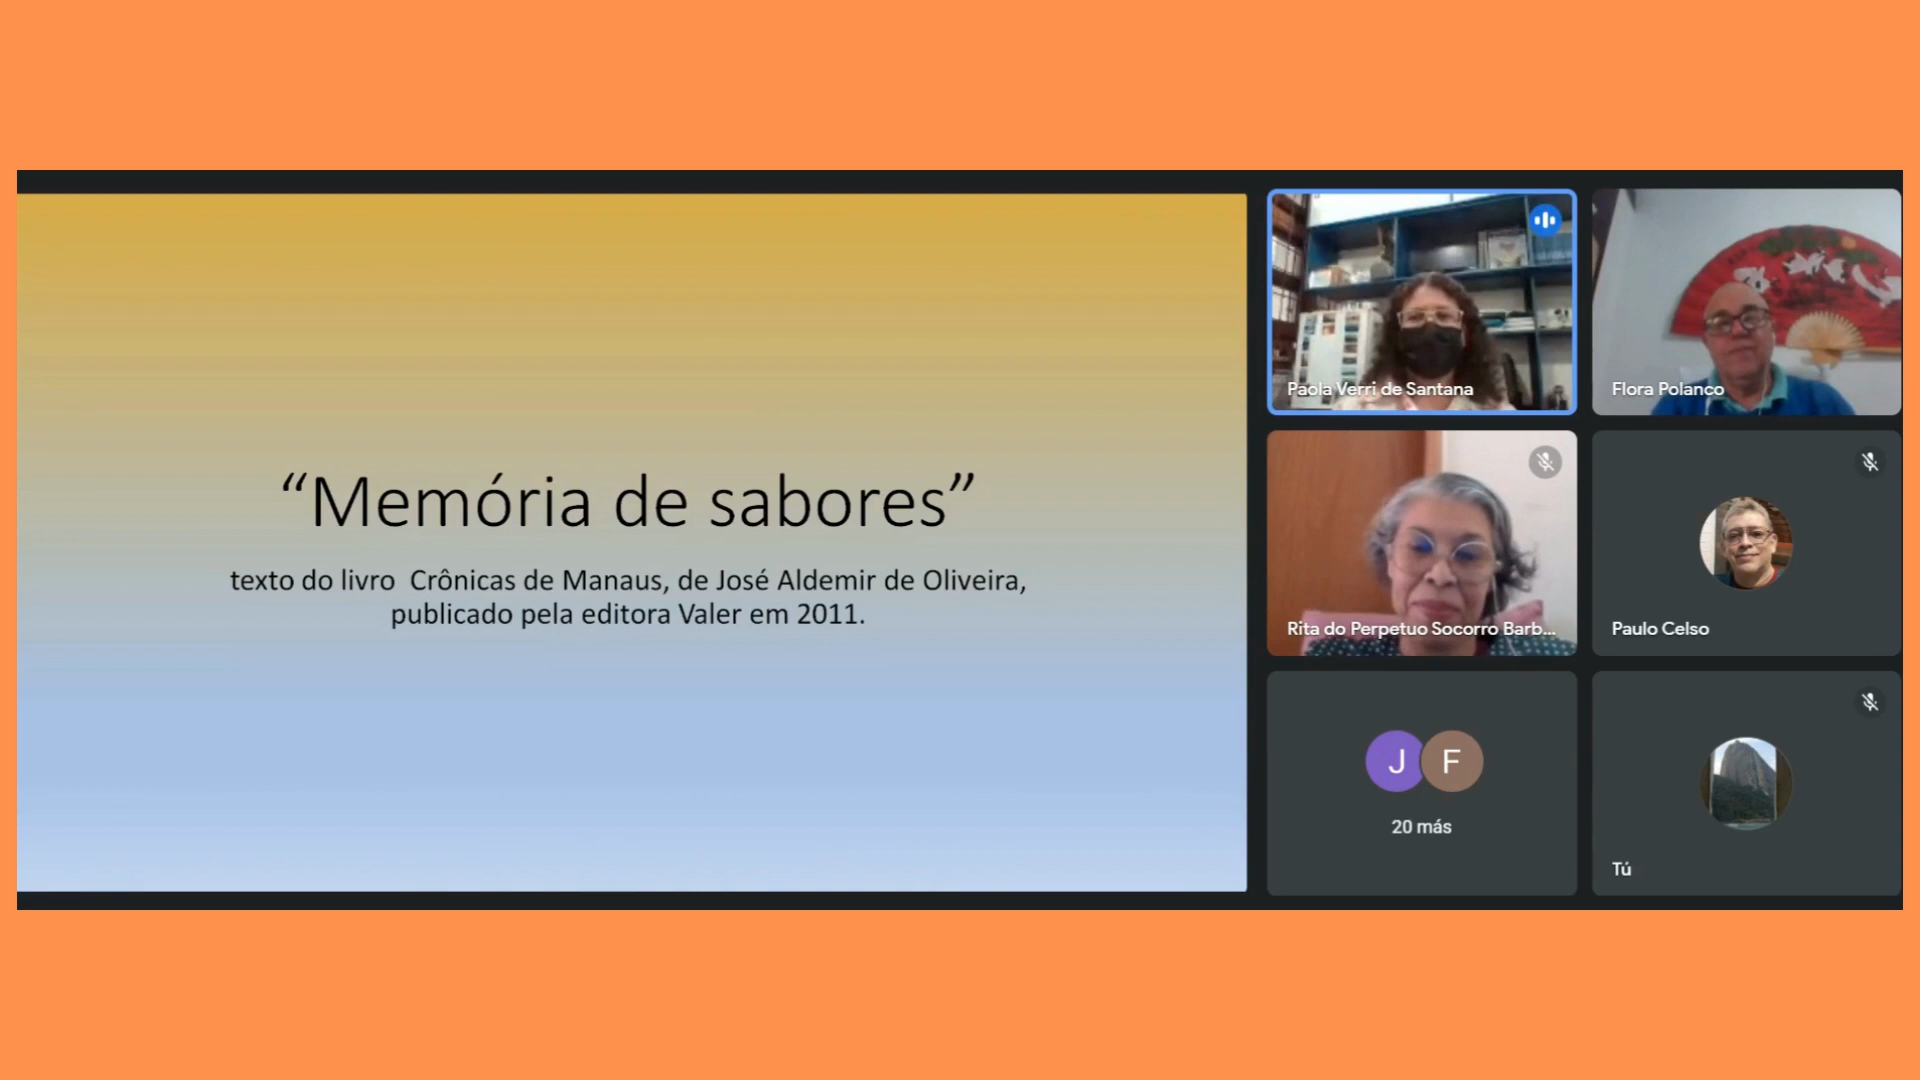 “Memória de sabores”
texto do livro  Crônicas de Manaus, de José Aldemir de Oliveira,
publicado pela editora Valer em 2011.
Paola Verri de Santana
Flora Polanco
Rita do Perpetuo Socorro Barb...
Paulo Celso
J
F
20 más
Tú